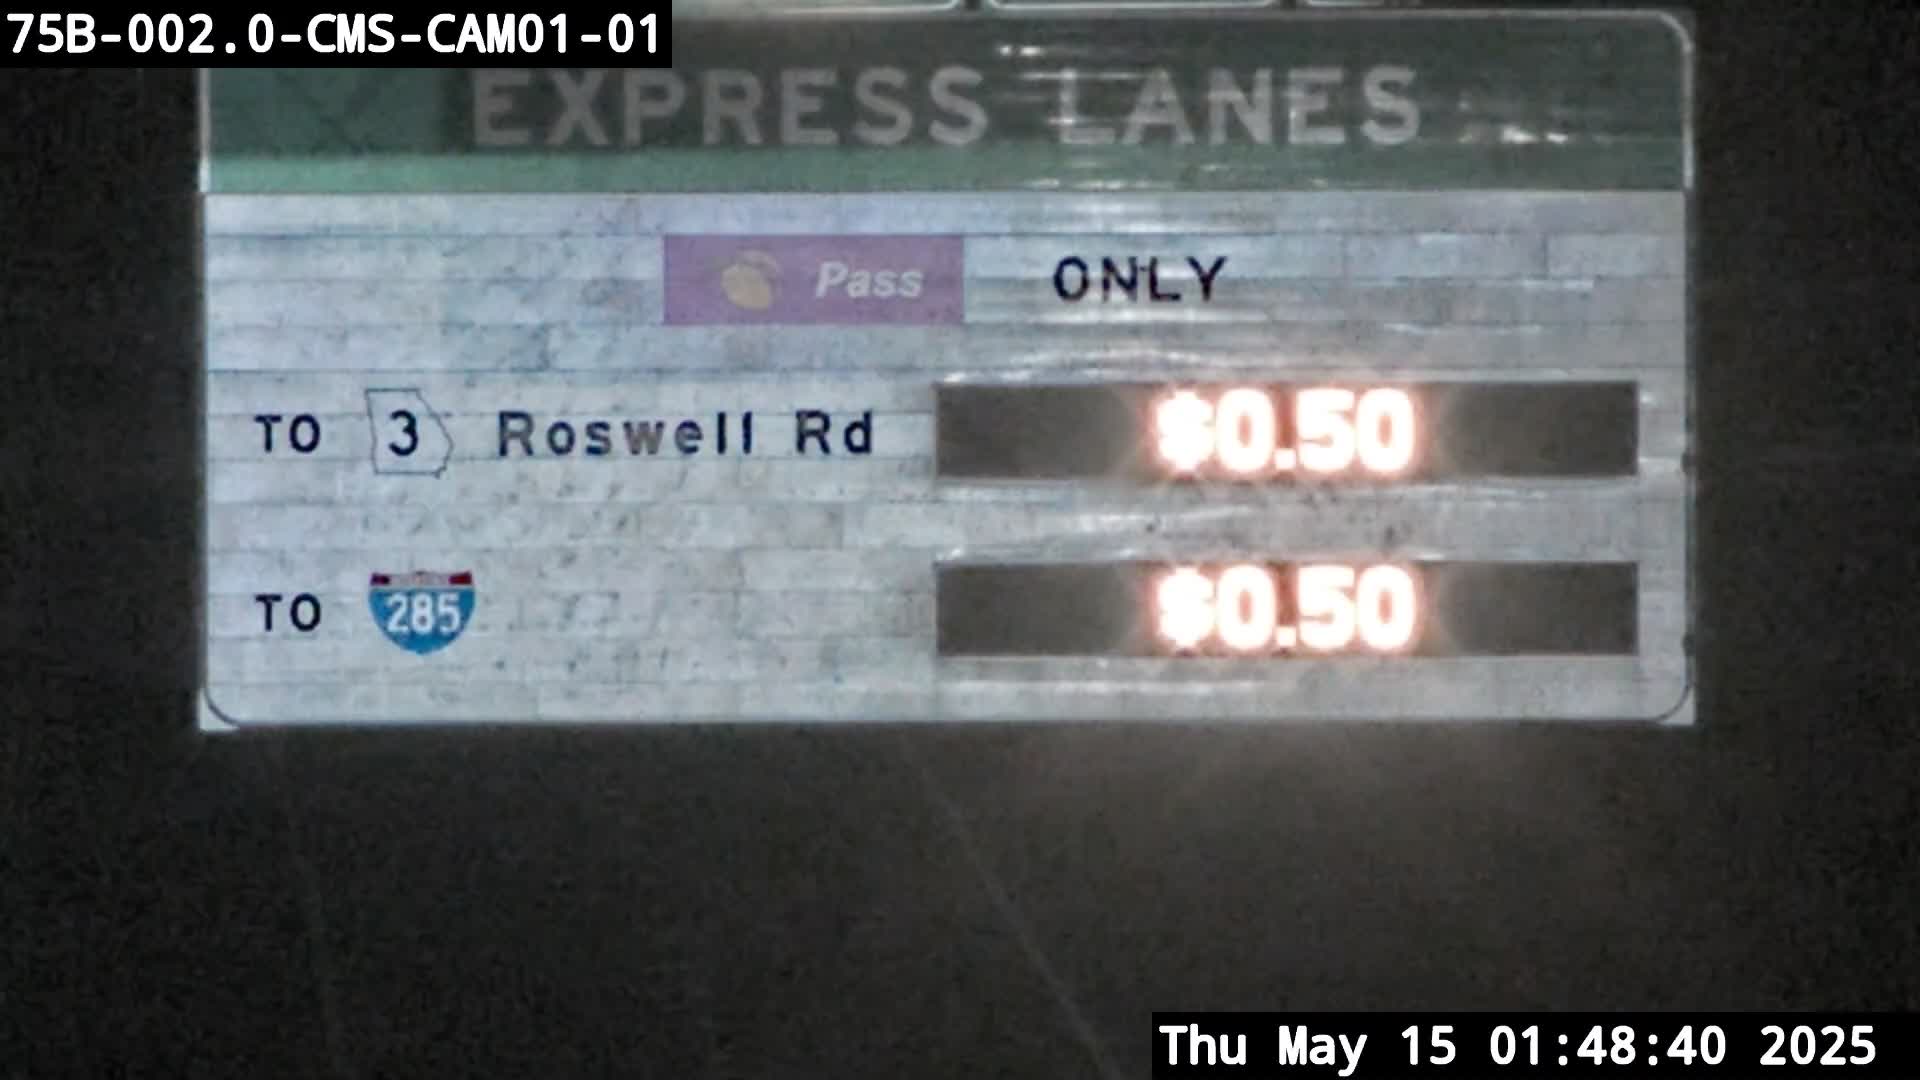 75B-002.0-CMS-CAM01-01
EXPRESS LANES
Pass ONLY
TO 3 Roswell Rd $0.50
TO 285 $0.50
Thu May 15 01:48:40 2025